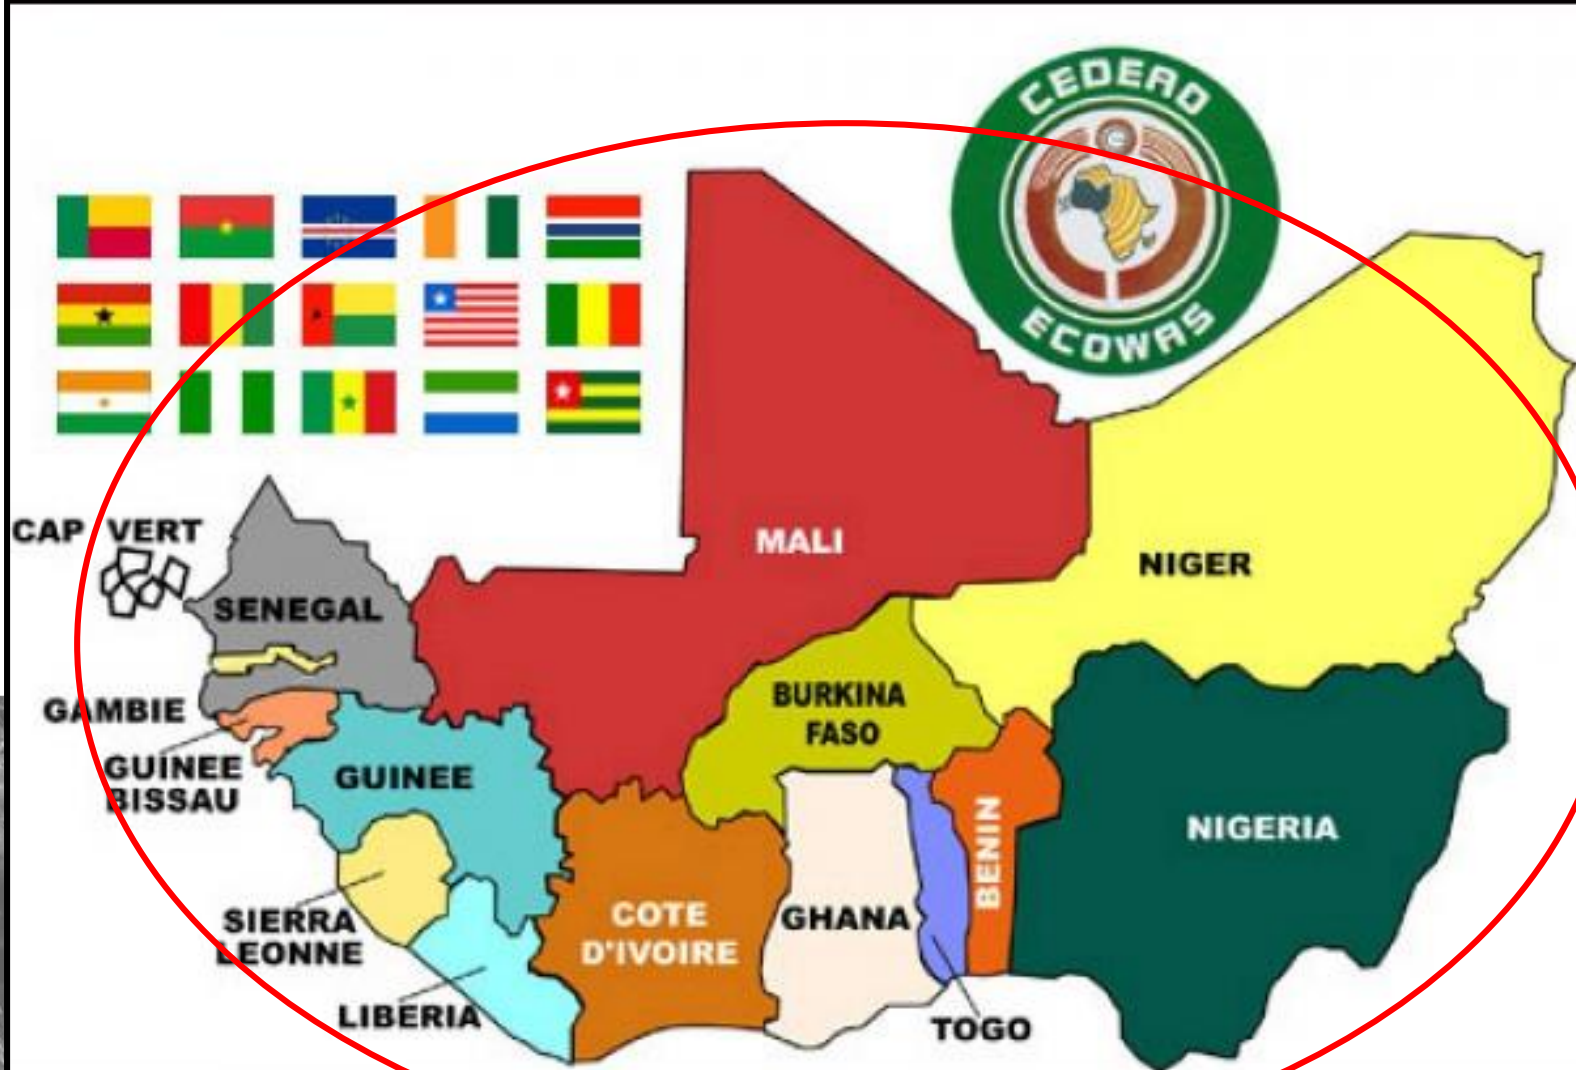 CEDEAO
ECOWAS
MALI
NIGER
CAP VERT
SENEGAL
GAMBIE
GUINEE
BISSAU
GUINEE
BURKINA
FASO
NIGERIA
BENIN
SIERRA
LEONNE
COTE
D'IVOIRE
GHANA
LIBERIA
TOGO